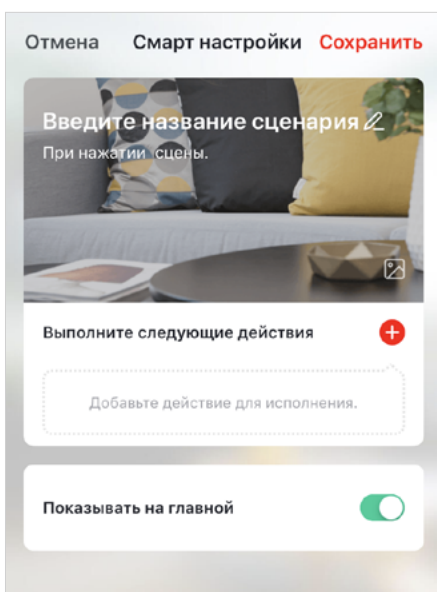 Отмена Смарт настройки Сохранить
Введите название сценария
При нажатии сцены.
Выполните следующие действия
Добавьте действие для исполнения.
Показывать на главной